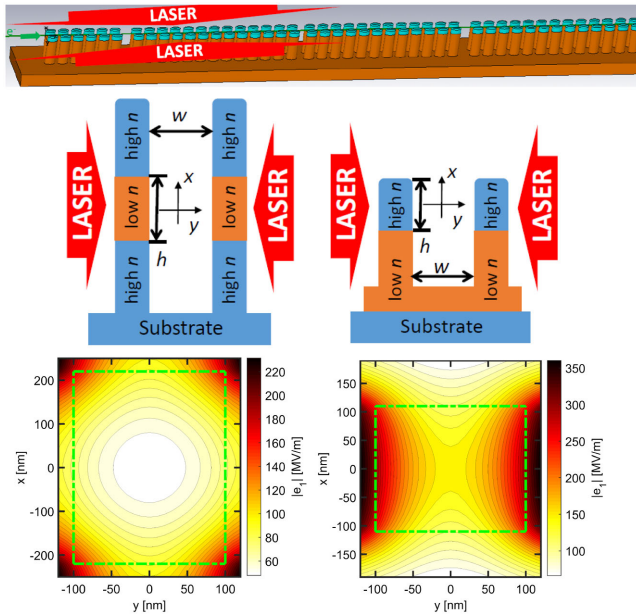 LASER
e
LASER
high n
w
high n
LASER
low n
h
x
y
low n
LASER
high n
high n
Substrate
LASER
high n
h
x
y
high n
LASER
low n
w
low n
Substrate
x [nm]
200
100
0
-100
-200
-100
-50
0
50
100
y [nm]
220
200
180
160
140
120
100
80
60
|e1| [MV/m]
x [nm]
150
100
50
0
-50
-100
-150
-100
-50
0
50
100
y [nm]
350
300
250
200
150
100
|e1| [MV/m]